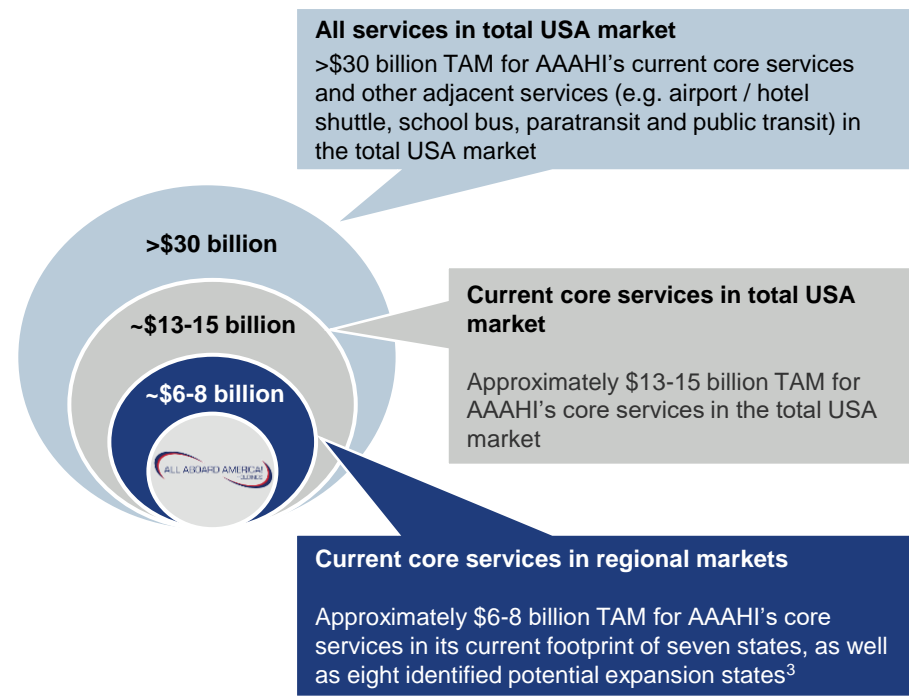 All services in total USA market
>$30 billion TAM for AAAHI's current core services
and other adjacent services (e.g. airport / hotel
shuttle, school bus, paratransit and public transit) in
the total USA market
>$30 billion
~$13-15 billion
~$6-8 billion
ALL ABOARD AMERICA!
HOLDINGS
Current core services in total USA
market
Approximately $13-15 billion TAM for
AAAHI's core services in the total USA
market
Current core services in regional markets
Approximately $6-8 billion TAM for AAAHI's core
services in its current footprint of seven states, as well
as eight identified potential expansion states³